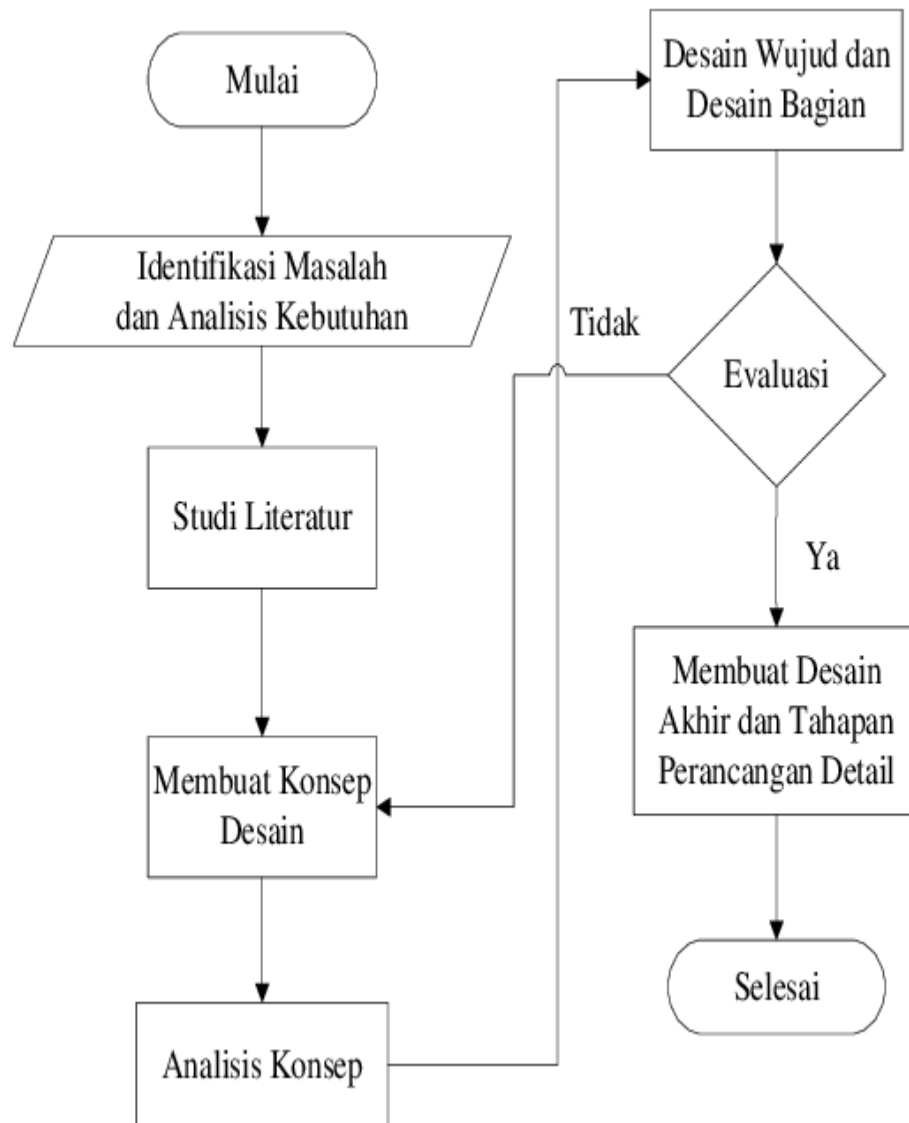 Mulai
Identifikasi Masalah
dan Analisis Kebutuhan
Studi Literatur
Membuat Konsep
Desain
Analisis Konsep
Desain Wujud dan
Desain Bagian
Tidak
Evaluasi
Ya
Membuat Desain
Akhir dan Tahapan
Perancangan Detail
Selesai